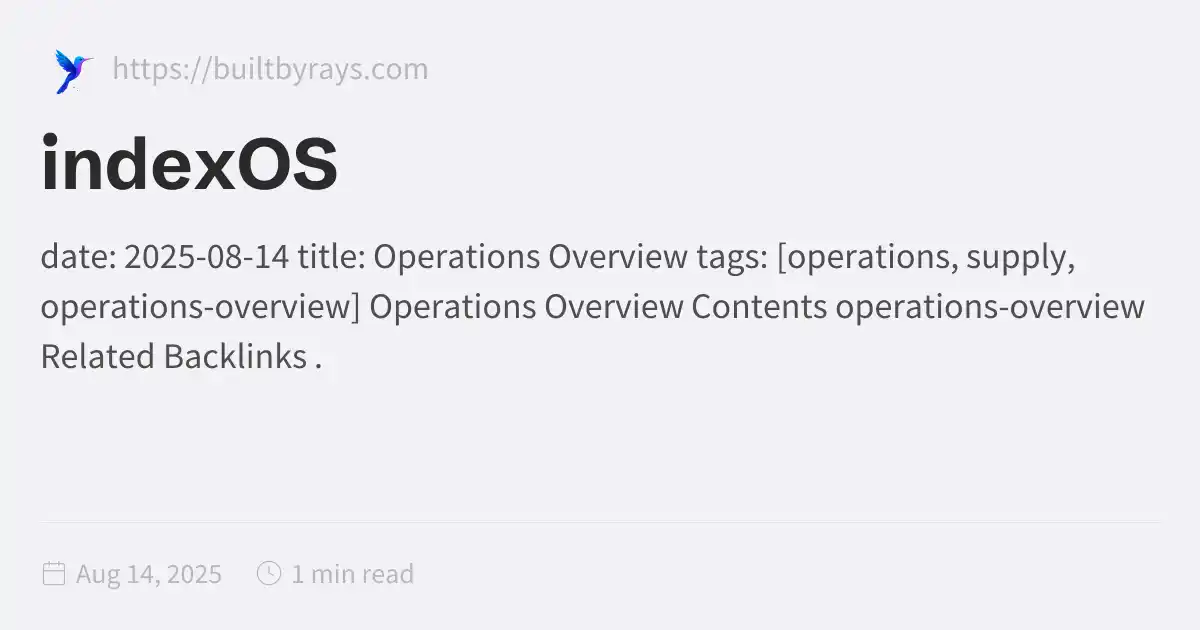 https://builtbyrays.com
indexOS
date: 2025-08-14 title: Operations Overview tags: [operations, supply,
operations-overview] Operations Overview Contents operations-overview
Related Backlinks .
Aug 14, 2025 1 min read